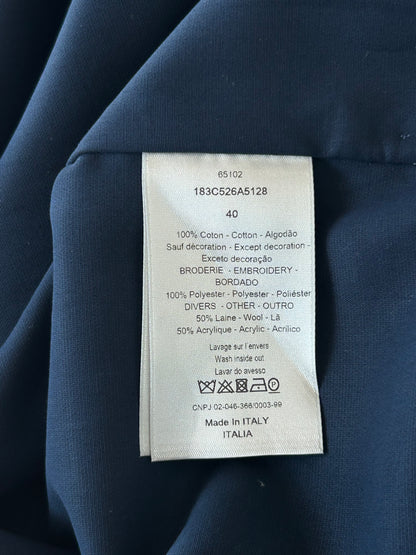 65102
183C526A5128
40
100% Coton - Cotton - Algodão
Sauf décoration - Except decoration -
Exceto decoração
BRODERIE - EMBROIDERY -
BORDADO
100% Polyester - Polyester - Poliéster
DIVERS - OTHER - OUTRO
50% Laine - Wool - Lã
50% Acrylique - Acrylic - Acrílico
Lavage sur l'envers
Wash inside out
Lavar do avesso
CNPJ 02-046-366/0003-99
Made In ITALY
ITALIA